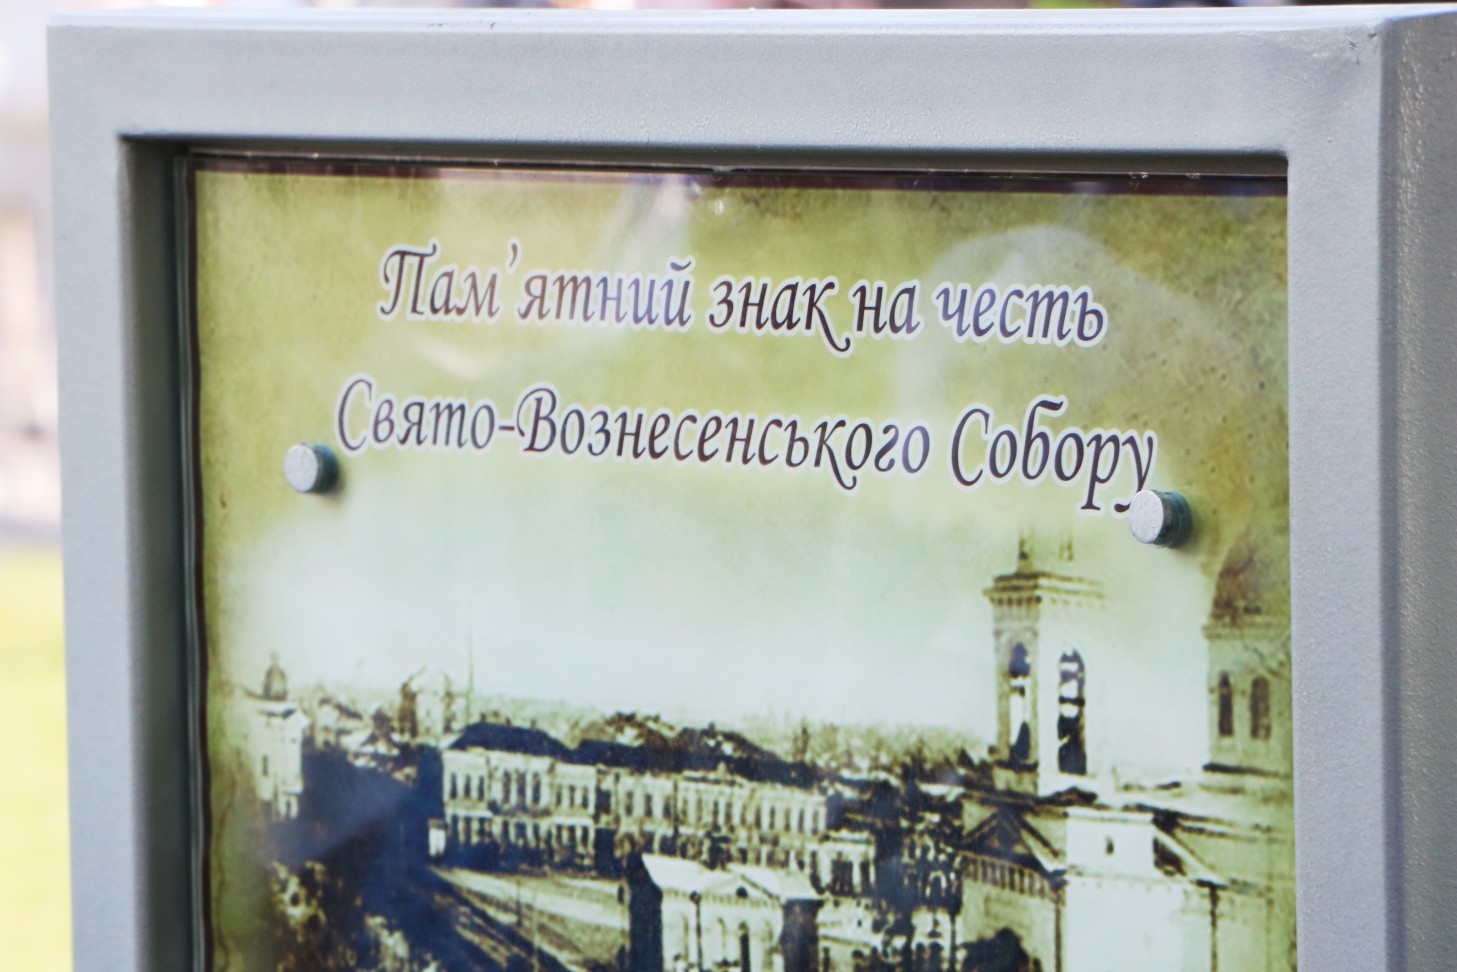 Пам’ятний знак на честь
Свято-Вознесенського Собору